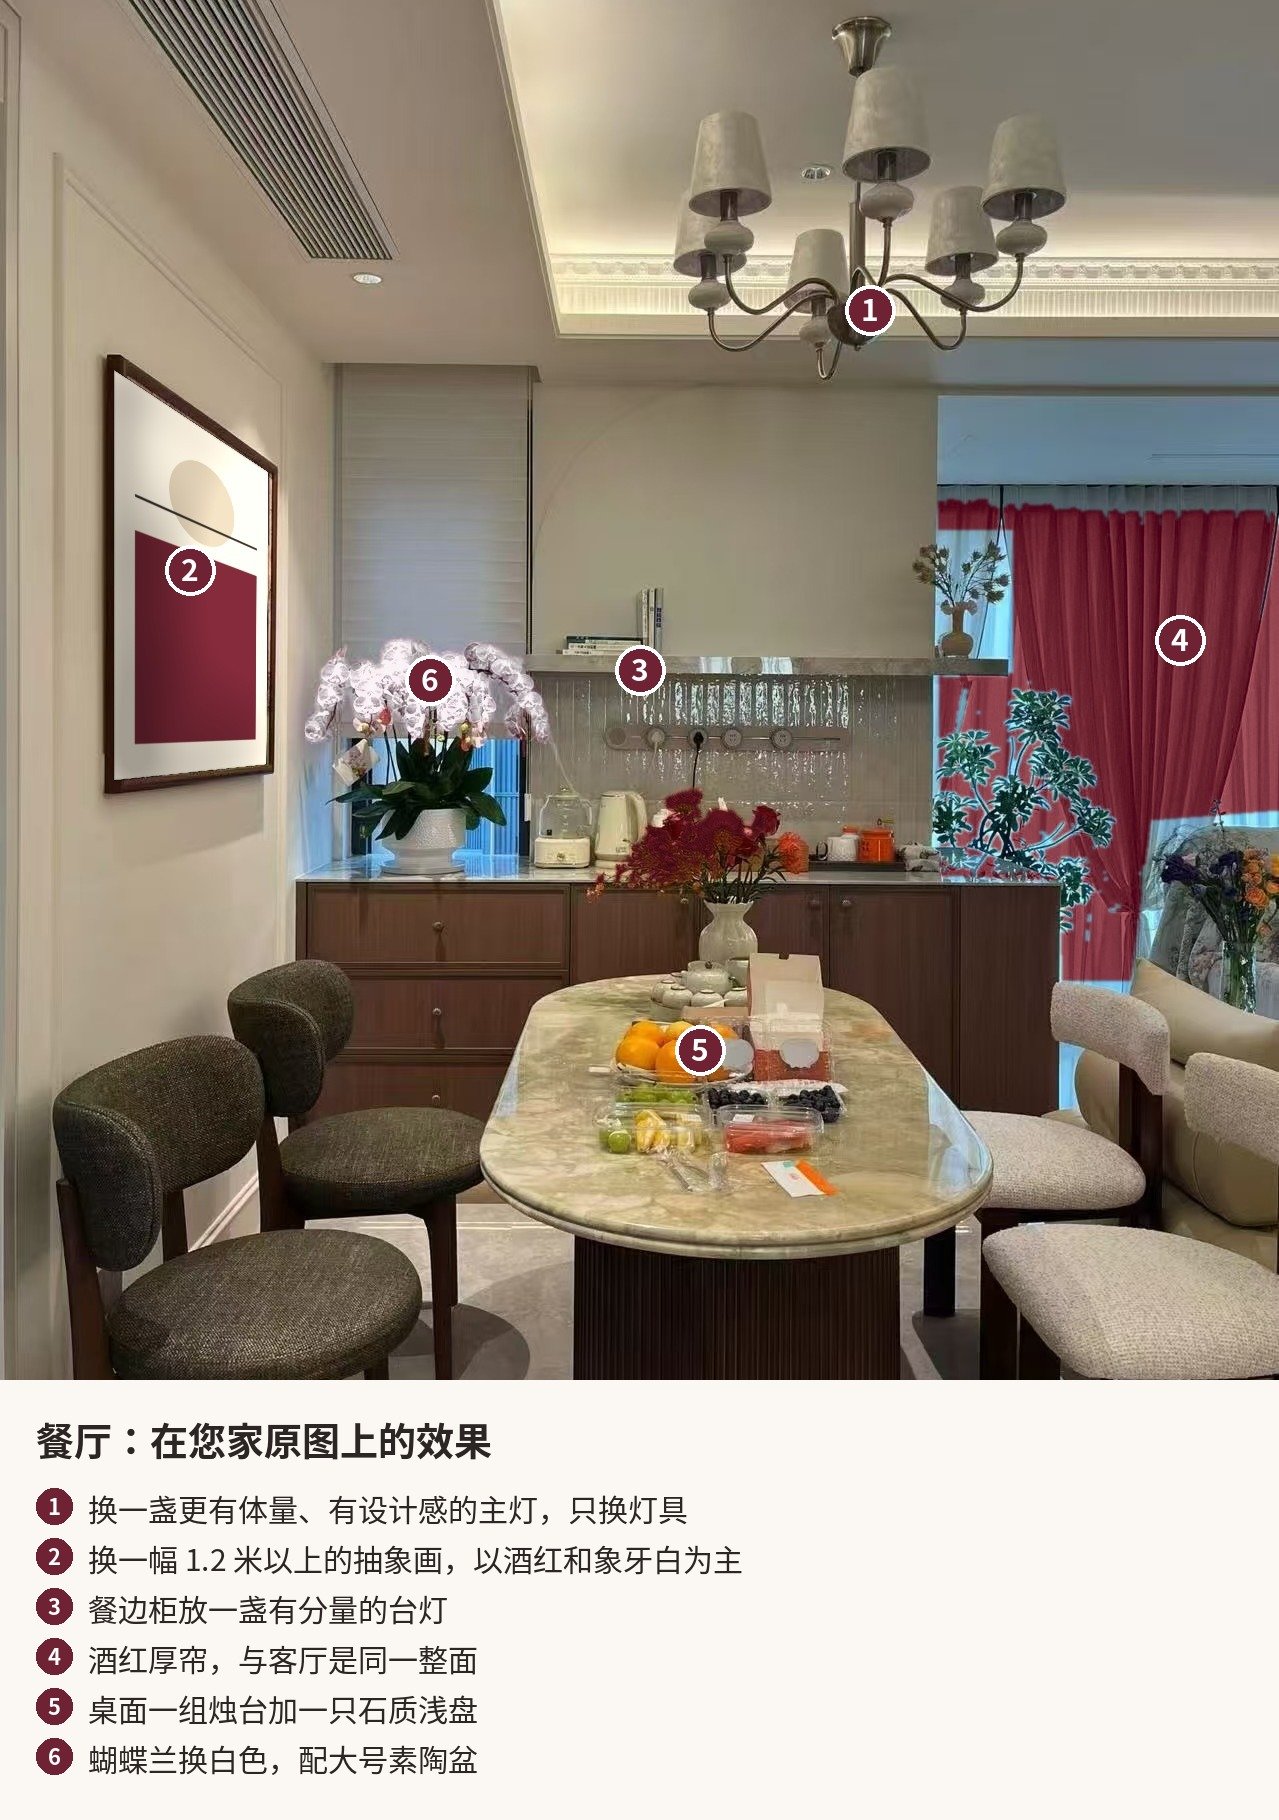 1
2
3
4
6
5
餐厅：在您家原图上的效果
1 换一盏更有体量、有设计感的主灯，只换灯具
2 换一幅 1.2 米以上的抽象画，以酒红和象牙白为主
3 餐边柜放一盏有分量的台灯
4 酒红厚帘，与客厅是同一整面
5 桌面一组烛台加一只石质浅盘
6 蝴蝶兰换白色，配大号素陶盆